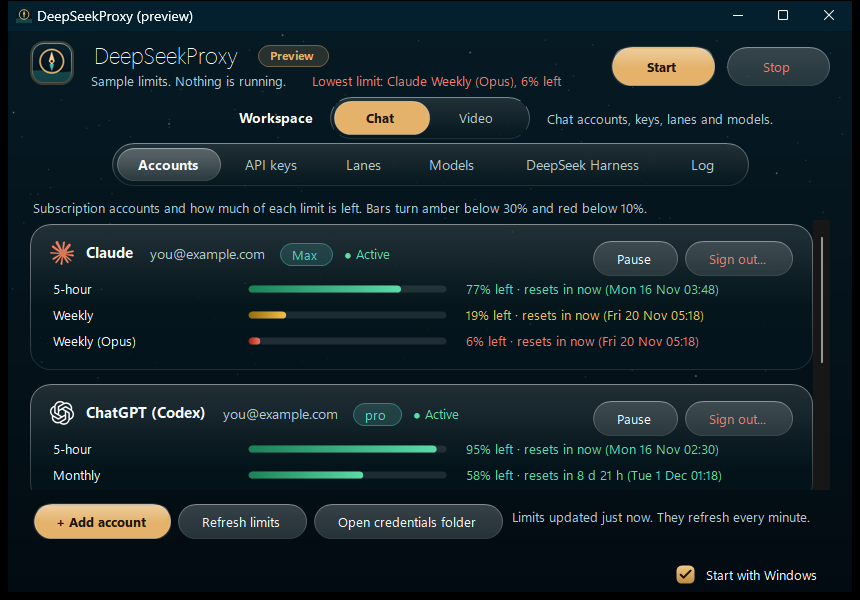 DeepSeekProxy (preview)
DeepSeekProxy Preview
Sample limits. Nothing is running. Lowest limit: Claude Weekly (Opus), 6% left
Start Stop
Workspace Chat Video Chat accounts, keys, lanes and models.
Accounts API keys Lanes Models DeepSeek Harness Log
Subscription accounts and how much of each limit is left. Bars turn amber below 30% and red below 10%.
Claude you@example.com Max • Active Pause Sign out...
5-hour 77% left · resets in now (Mon 16 Nov 03:48)
Weekly 19% left · resets in now (Fri 20 Nov 05:18)
Weekly (Opus) 6% left · resets in now (Fri 20 Nov 05:18)
ChatGPT (Codex) you@example.com pro • Active Pause Sign out...
5-hour 95% left · resets in now (Mon 16 Nov 02:30)
Monthly 58% left · resets in 8 d 21 h (Tue 1 Dec 01:18)
+ Add account Refresh limits Open credentials folder Limits updated just now. They refresh every minute.
Start with Windows